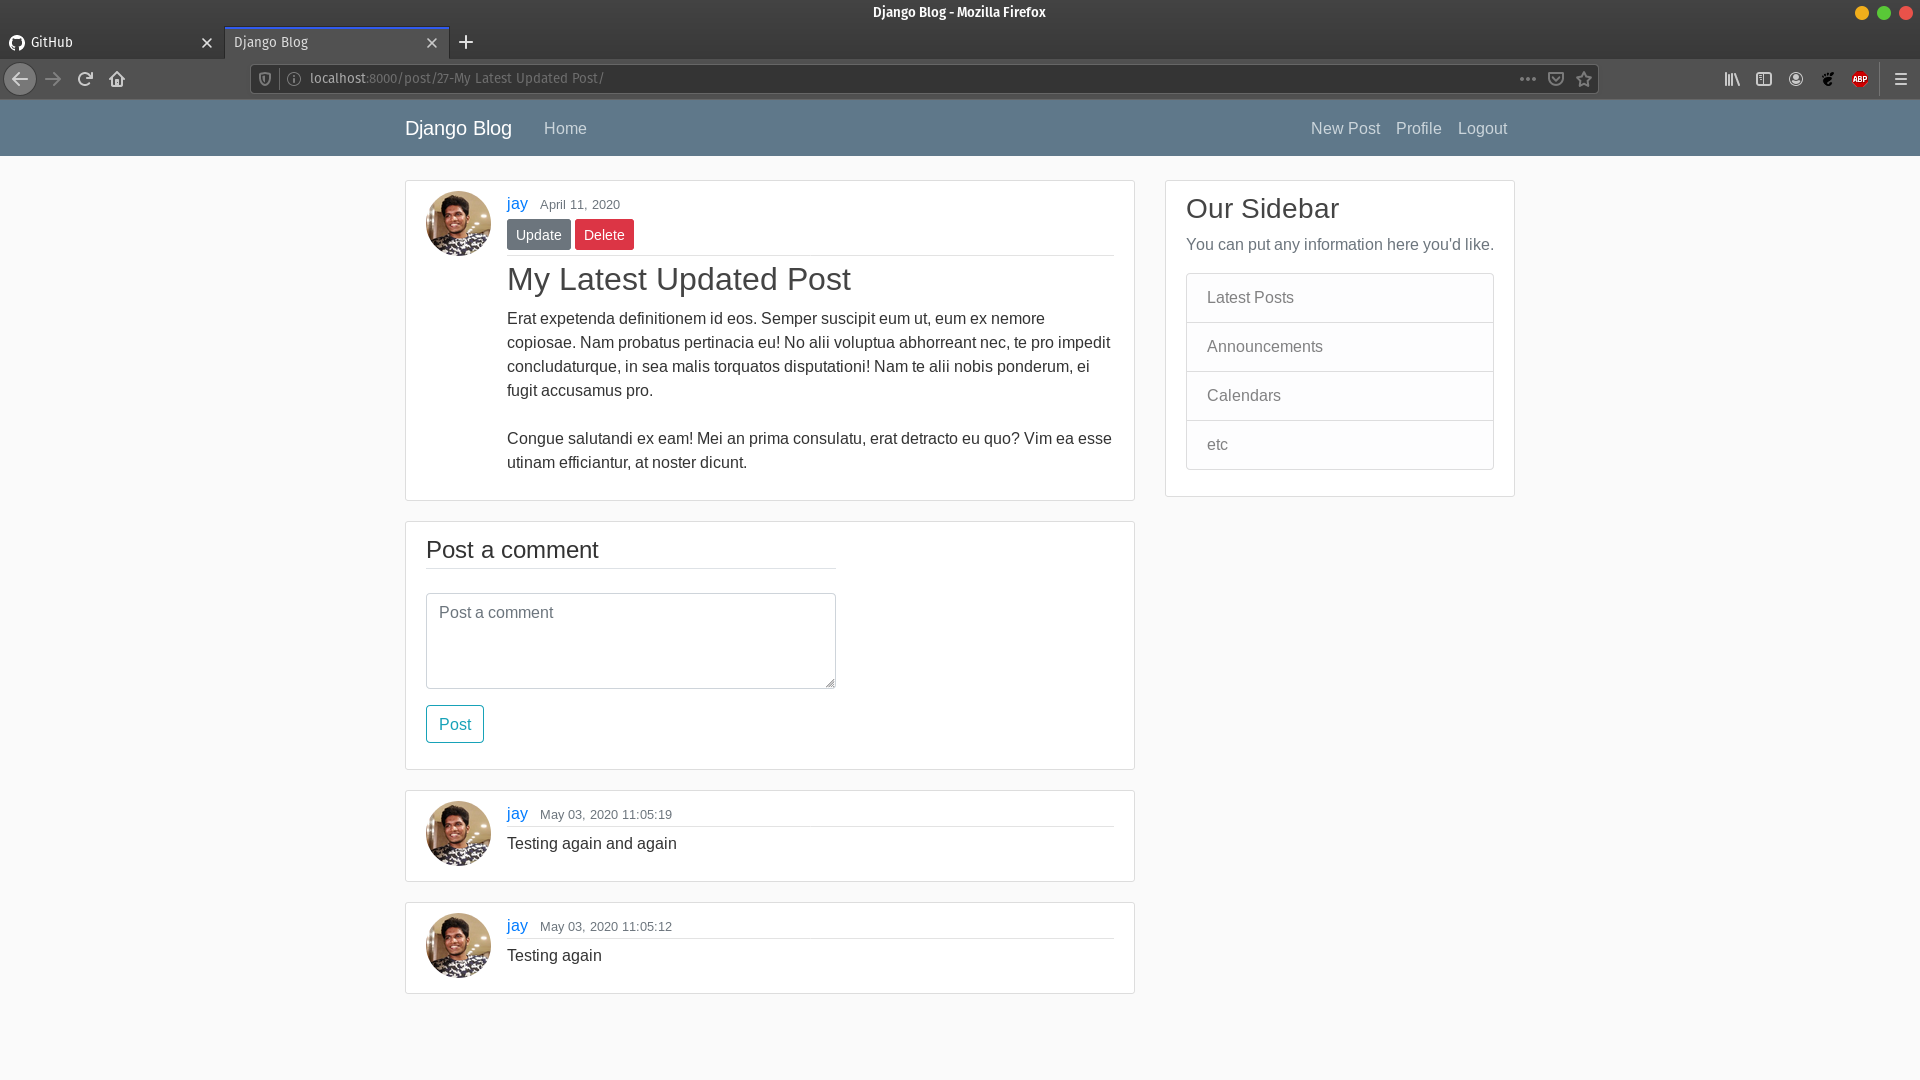 Django Blog - Mozilla Firefox
GitHub
Django Blog
localhost:8000/post/27-My Latest Updated Post/
ABP
Django Blog
Home
New Post
Profile
Logout
jay
April 11, 2020
Update
Delete
My Latest Updated Post
Erat expetenda definitionem id eos. Semper suscipit eum ut, eum ex nemore
copiosae. Nam probatus pertinacia eu! No alii voluptua abhorreant nec, te pro impedit
concludaturque, in sea malis torquatos disputationi! Nam te alii nobis ponderum, ei
fugit accusamus pro.
Congue salutandi ex eam! Mei an prima consulatu, erat detracto eu quo? Vim ea esse
utinam efficiantur, at noster dicunt.
Our Sidebar
You can put any information here you'd like.
Latest Posts
Announcements
Calendars
etc
Post a comment
Post a comment
Post
jay
May 03, 2020 11:05:19
Testing again and again
jay
May 03, 2020 11:05:12
Testing again